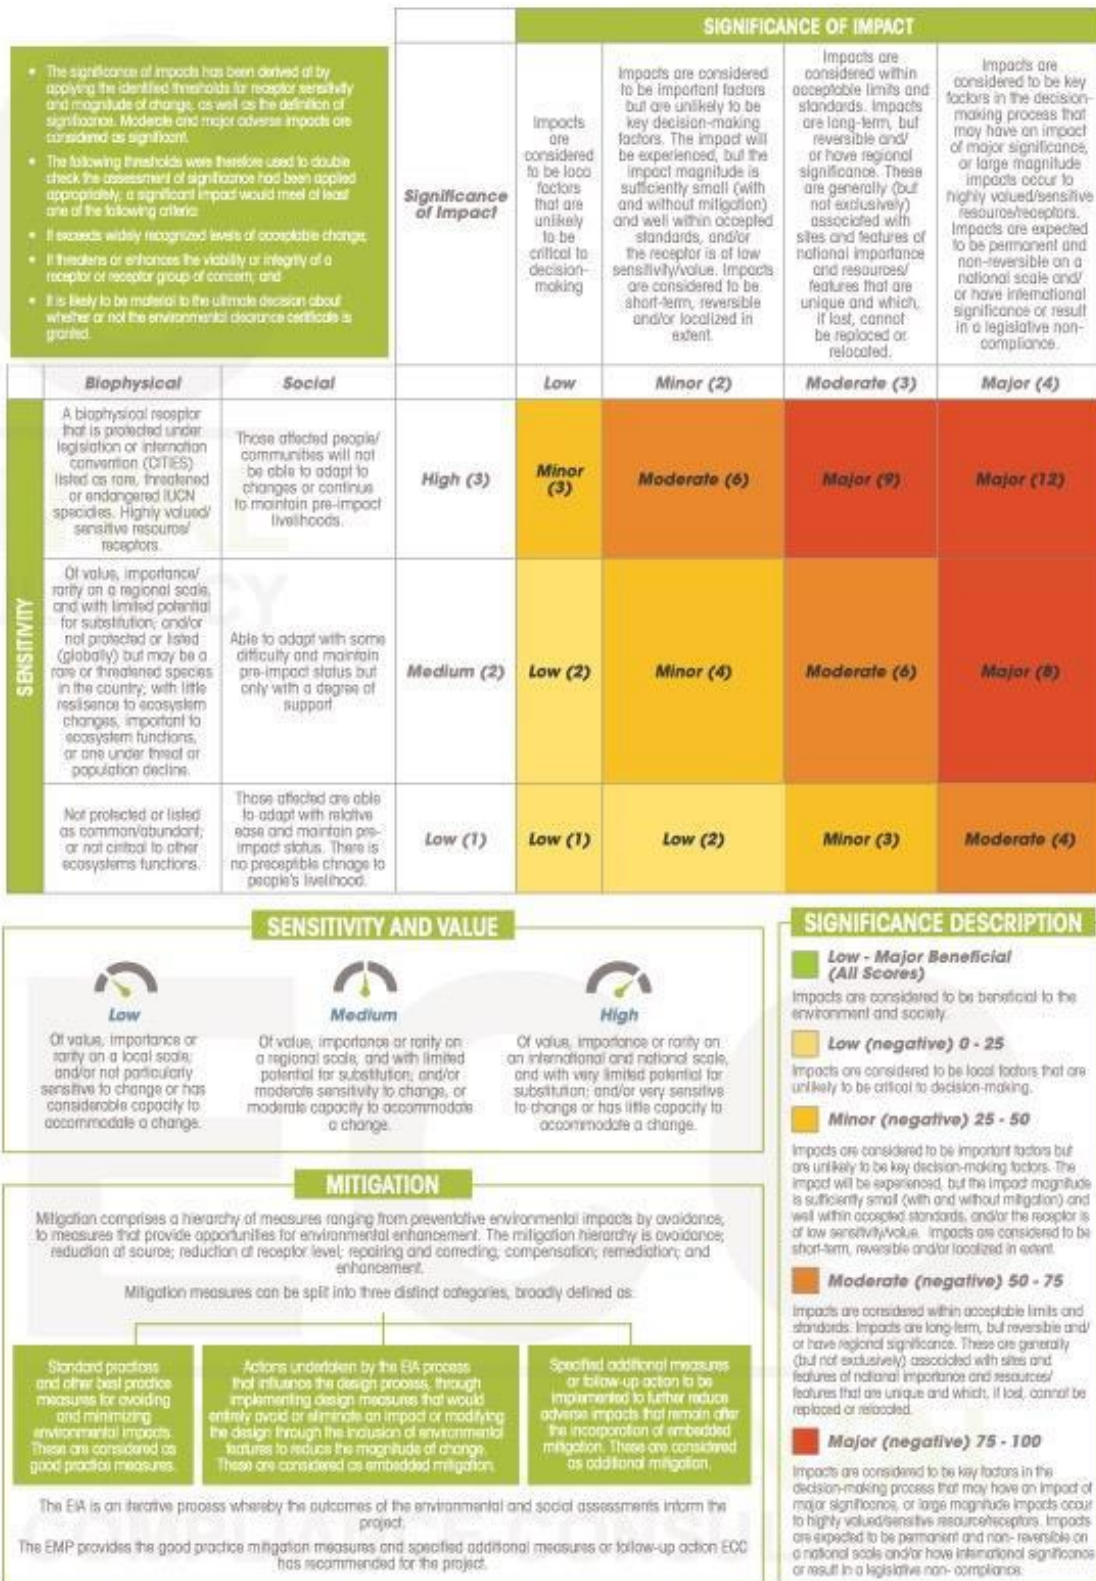 SIGNIFICANCE OF IMPACT
• The significance of impacts has been derived at by
applying the identified thresholds for receptor sensitivity
and magnitude of change, as well as the definition of
significance. Moderate and major adverse impacts are
considered as significant.
• The following thresholds were therefore used to double
check the assessment of significance had been applied
appropriately; a significant impact would meet at least
one of the following criteria:
• It exceeds widely recognized levels of acceptable change;
• It threatens or enhances the viability or integrity of a
receptor or receptor group of concern; and
• It is likely to be material to the ultimate decision about
whether or not the environmental clearance certificate is
granted.
Significance
of Impact
Impacts
are
considered
to be loca
factors
that are
unlikely
to be
critical to
decision-
making
Impacts are considered
to be important factors
but are unlikely to be
key decision-making
factors. The impact will
be experienced, but the
impact magnitude is
sufficiently small (with
and without mitigation)
and well within accepted
standards, and/or
the receptor is of low
sensitivity/value. Impacts
are considered to be
short-term, reversible
and/or localized in
extent.
Impacts are
considered within
acceptable limits and
standards. Impacts
are long-term, but
reversible and/
or have regional
significance. These
are generally (but
not exclusively)
associated with
sites and features of
national importance
and resources/
features that are
unique and which,
if lost, cannot
be replaced or
relocated.
Impacts are
considered to be key
factors in the decision-
making process that
may have an impact
of major significance,
or large magnitude
impacts occur to
highly valued/sensitive
resource/receptors.
Impacts are expected
to be permanent and
non-reversible on a
national scale and/
or have international
significance or result
in a legislative non-
compliance.
Biophysical
Social
Low
Minor (2)
Moderate (3)
Major (4)
SENSITIVITY
A biophysical receptor
that is protected under
legislation or internation
convention (CITIES)
listed as rare, threatened
or endangered IUCN
specidies. Highly valued/
sensitive resource/
receptors.
Those affected people/
communities will not
be able to adapt to
changes or continue
to maintain pre-impact
livelihoods.
High (3)
Minor
(3)
Moderate (6)
Major (9)
Major (12)
Of value, importance/
rarity on a regional scale,
and with limited potential
for substitution; and/or
not protected or listed
(globally) but may be a
rare or threatened species
in the country; with little
resilisence to ecosystem
changes, important to
ecosystem functions,
or one under threat or
population decline.
Able to adapt with some
difficulty and maintain
pre-impact status but
only with a degree of
support
Medium (2)
Low (2)
Minor (4)
Moderate (6)
Major (8)
Not protected or listed
as common/abundant;
or not ciritcal to other
ecosystems functions.
Those affected are able
to adapt with relative
ease and maintain pre-
impact status. There is
no preceptible chnage to
people's livelihood.
Low (1)
Low (1)
Low (2)
Minor (3)
Moderate (4)
SENSITIVITY AND VALUE
Low
Of value, importance or
rarity on a local scale;
and/or not particularly
sensitive to change or has
considerable capacity to
accommodate a change.
Medium
Of value, importance or rarity on
a regional scale, and with limited
potential for substitution; and/or
moderate sensitivity to change, or
moderate capacity to accommodate
a change.
High
Of value, importance or rarity on
an international and national scale,
and with very limited potential for
substitution; and/or very sensitive
to change or has little capacity to
accommodate a change.
MITIGATION
Mitigation comprises a hierarchy of measures ranging from preventative environmental impacts by avoidance,
to measures that provide opportunities for environmental enhancement. The mitigation hierarchy is avoidance;
reduction at source; reduction at receptor level; repairing and correcting; compensation; remediation; and
enhancement.
Mitigation measures can be split into three distinct categories, broadly defined as:
Standard practices
and other best practice
measures for avoiding
and minimizing
environmental impacts.
These are considered as
good practice measures.
Actions undertaken by the EIA process
that influence the design process, through
implementing design measures that would
entirely avoid or eliminate an impact or modifying
the design through the inclusion of environmental
features to reduce the magnitude of change.
These are considered as embedded mitigation.
Specified additional measures
or follow-up action to be
implemented to further reduce
adverse impacts that remain after
the incorporation of embedded
mitigation. These are considered
as additional mitigation.
The EIA is an iterative process whereby the outcomes of the environmental and social assessments inform the
project.
The EMP provides the good practice mitigation measures and specified additional measures or follow-up action ECC
has recommended for the project.
SIGNIFICANCE DESCRIPTION
Low - Major Beneficial
(All Scores)
Impacts are considered to be beneficial to the
environment and society.
Low (negative) 0 - 25
Impacts are considered to be local factors that are
unlikely to be critical to decision-making.
Minor (negative) 25 - 50
Impacts are considered to be important factors but
are unlikely to be key decision-making factors. The
impact will be experienced, but the impact magnitude
is sufficiently small (with and without mitigation) and
well within accepted standards, and/or the receptor is
of low sensitivity/value. Impacts are considered to be
short-term, reversible and/or localized in extent.
Moderate (negative) 50 - 75
Impacts are considered within acceptable limits and
standards. Impacts are long-term, but reversible and/
or have regional significance. These are generally
(but not exclusively) associated with sites and
features of national importance and resources/
features that are unique and which, if lost, cannot be
replaced or relocated.
Major (negative) 75 - 100
Impacts are considered to be key factors in the
decision-making process that may have an impact of
major significance, or large magnitude impacts occur
to highly valued/sensitive resource/receptors. Impacts
are expected to be permanent and non- reversible on
a national scale and/or have international significance
or result in a legislative non- compliance.